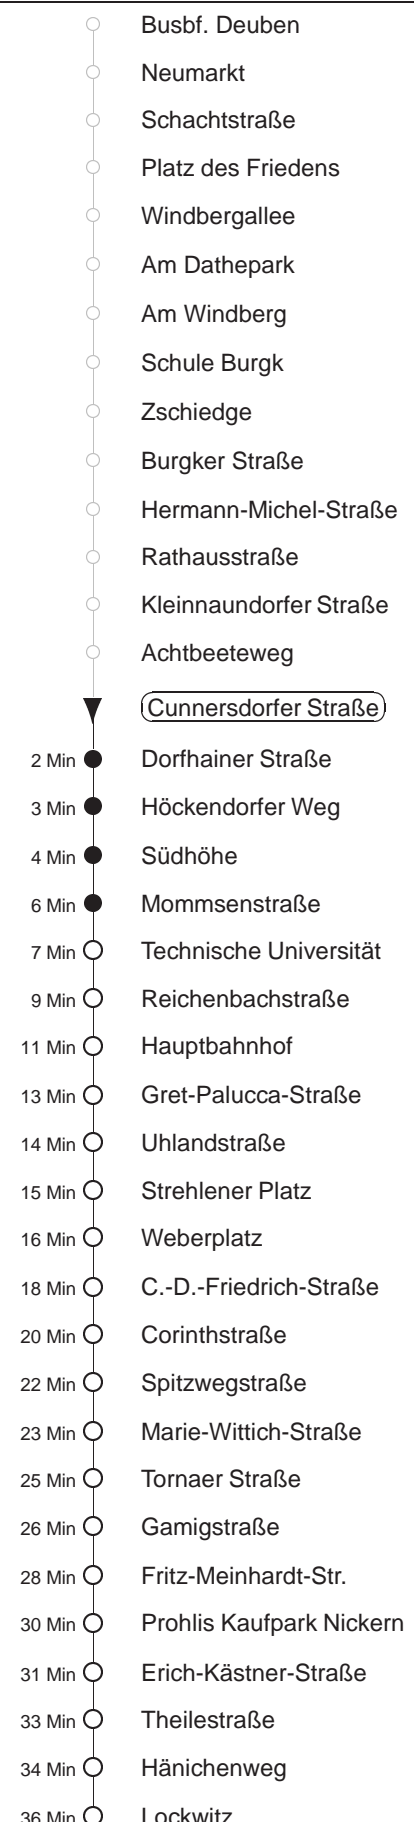 Busbf. Deuben
Neumarkt
Schachtstraße
Platz des Friedens
Windbergallee
Am Dathepark
Am Windberg
Schule Burgk
Zschiedge
Burgker Straße
Hermann-Michel-Straße
Rathausstraße
Kleinnaundorfer Straße
Achtbeeteweg
Cunnersdorfer Straße
2 Min Dorfhainer Straße
3 Min Höckendorfer Weg
4 Min Südhöhe
6 Min Mommsenstraße
7 Min Technische Universität
9 Min Reichenbachstraße
11 Min Hauptbahnhof
13 Min Gret-Palucca-Straße
14 Min Uhlandstraße
15 Min Strehlener Platz
16 Min Weberplatz
18 Min C.-D.-Friedrich-Straße
20 Min Corinthstraße
22 Min Spitzwegstraße
23 Min Marie-Wittich-Straße
25 Min Tornaer Straße
26 Min Gamigstraße
28 Min Fritz-Meinhardt-Str.
30 Min Prohlis Kaufpark Nickern
31 Min Erich-Kästner-Straße
33 Min Theilestraße
34 Min Hänichenweg
36 Min Lockwitz